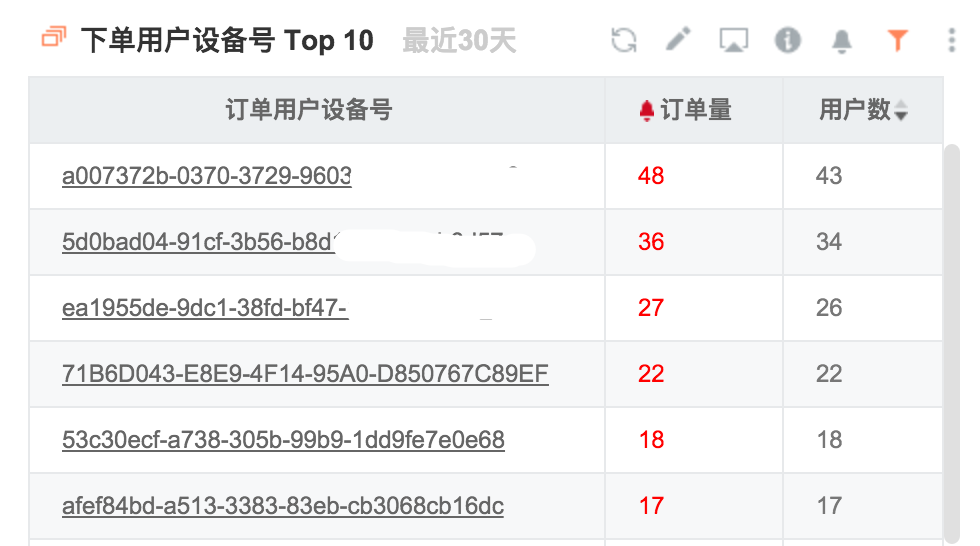 下单用户设备号 Top 10 最近30天
订单用户设备号 订单量 用户数
a007372b-0370-3729-9603 48 43
5d0bad04-91cf-3b56-b8d 36 34
ea1955de-9dc1-38fd-bf47- 27 26
71B6D043-E8E9-4F14-95A0-D850767C89EF 22 22
53c30ecf-a738-305b-99b9-1dd9fe7e0e68 18 18
afef84bd-a513-3383-83eb-cb3068cb16dc 17 17